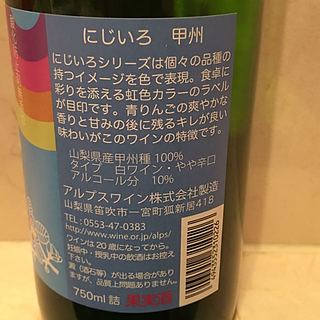 にじいろ 甲州
にじいろシリーズは個々の品種の
持つイメージを色で表現。食卓に
彩りを添える虹色カラーのラベル
が目印です。青りんごの爽やかな
香りと甘みの後に残るキレが良い
味わいがこのワインの特徴です。
山梨県産甲州種 100%
タイプ 白ワイン・やや辛口
アルコール分 10%
アルプスワイン株式会社製造
山梨県笛吹市一宮町狐新居418
TEL:0553-47-0383
http://www.wine.or.jp/alps/
ワインは20歳になってから。
妊娠中・授乳中の飲酒はお控え
下さい。
澱（酒石等）が出る場合があり
ますが、品質上問題ありません。
750ml詰 果実酒